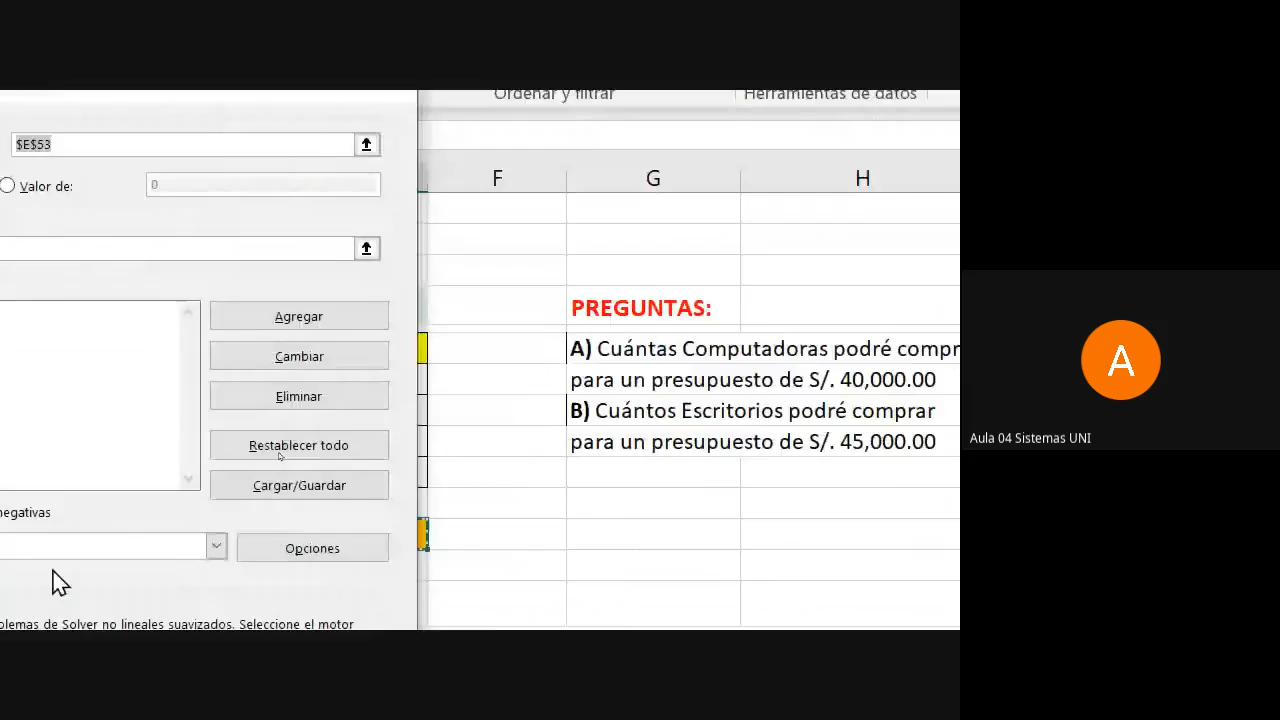 Ordenar y filtrar
Herramientas de datos
$E$53
Valor de:
0
F
G
H
PREGUNTAS:
Agregar
A) Cuántas Computadoras podré compr
Cambiar
para un presupuesto de S/. 40,000.00
Eliminar
B) Cuántos Escritorios podré comprar
Restablecer todo
para un presupuesto de S/. 45,000.00
Cargar/Guardar
negativas
Opciones
olemas de Solver no lineales suavizados. Seleccione el motor
A
Aula 04 Sistemas UNI